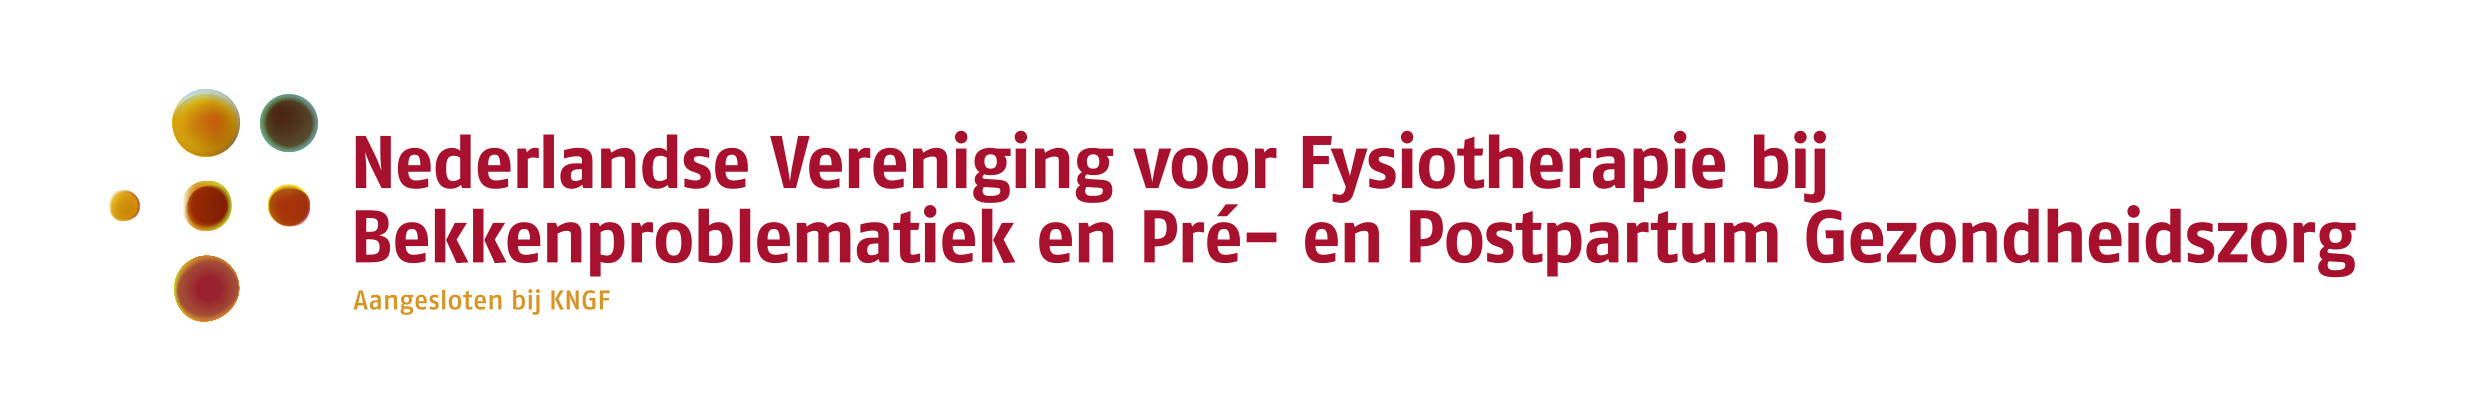 Nederlandse Vereniging voor Fysiotherapie bij
Bekkenproblematiek en Pré- en Postpartum Gezondheidszorg
Aangesloten bij KNGF